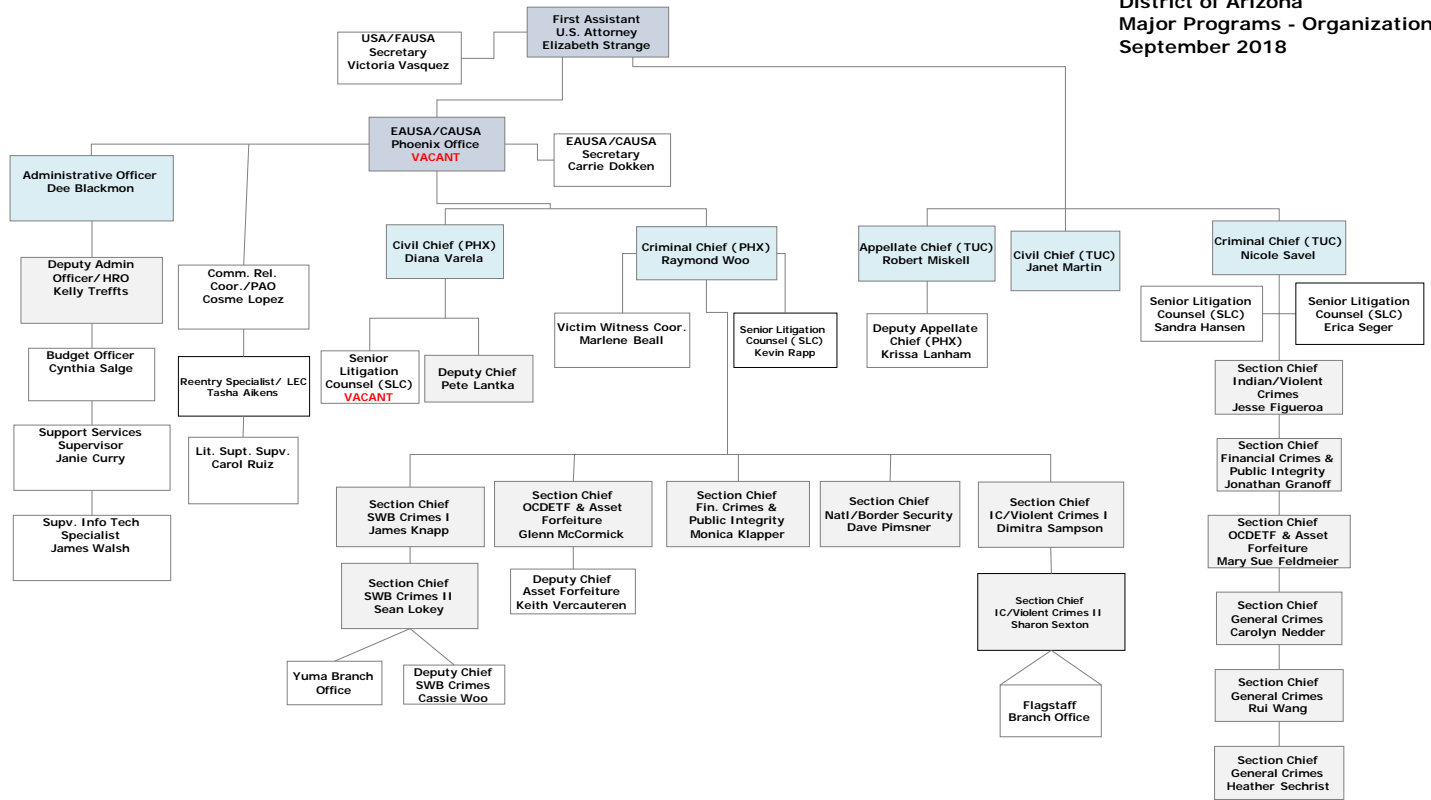 District of Arizona
Major Programs - Organization
September 2018
First Assistant
U.S. Attorney
Elizabeth Strange
USA/FAUSA
Secretary
Victoria Vasquez
EAUSA/CAUSA
Phoenix Office
VACANT
EAUSA/CAUSA
Secretary
Carrie Dokken
Administrative Officer
Dee Blackmon
Deputy Admin
Officer/ HRO
Kelly Treffts
Budget Officer
Cynthia Salge
Support Services
Supervisor
Janie Curry
Supv. Info Tech
Specialist
James Walsh
Comm. Rel.
Coor./PAO
Cosme Lopez
Reentry Specialist/ LEC
Tasha Aikens
Lit. Supt. Supv.
Carol Ruiz
Civil Chief (PHX)
Diana Varela
Senior
Litigation
Counsel (SLC)
VACANT
Deputy Chief
Pete Lantka
Criminal Chief (PHX)
Raymond Woo
Victim Witness Coor.
Marlene Beall
Senior Litigation
Counsel ( SLC)
Kevin Rapp
Section Chief
SWB Crimes I
James Knapp
Section Chief
SWB Crimes II
Sean Lokey
Yuma Branch
Office
Deputy Chief
SWB Crimes
Cassie Woo
Section Chief
OCDETF & Asset
Forfeiture
Glenn McCormick
Deputy Chief
Asset Forfeiture
Keith Vercauteren
Section Chief
Fin. Crimes &
Public Integrity
Monica Klapper
Section Chief
Natl/Border Security
Dave Pimsner
Section Chief
IC/Violent Crimes I
Dimitra Sampson
Section Chief
IC/Violent Crimes II
Sharon Sexton
Flagstaff
Branch Office
Appellate Chief (TUC)
Robert Miskell
Deputy Appellate
Chief (PHX)
Krissa Lanham
Civil Chief (TUC)
Janet Martin
Criminal Chief (TUC)
Nicole Savel
Senior Litigation
Counsel (SLC)
Sandra Hansen
Senior Litigation
Counsel (SLC)
Erica Seger
Section Chief
Indian/Violent
Crimes
Jesse Figueroa
Section Chief
Financial Crimes &
Public Integrity
Jonathan Granoff
Section Chief
OCDETF & Asset
Forfeiture
Mary Sue Feldmeier
Section Chief
General Crimes
Carolyn Nedder
Section Chief
General Crimes
Rui Wang
Section Chief
General Crimes
Heather Sechrist